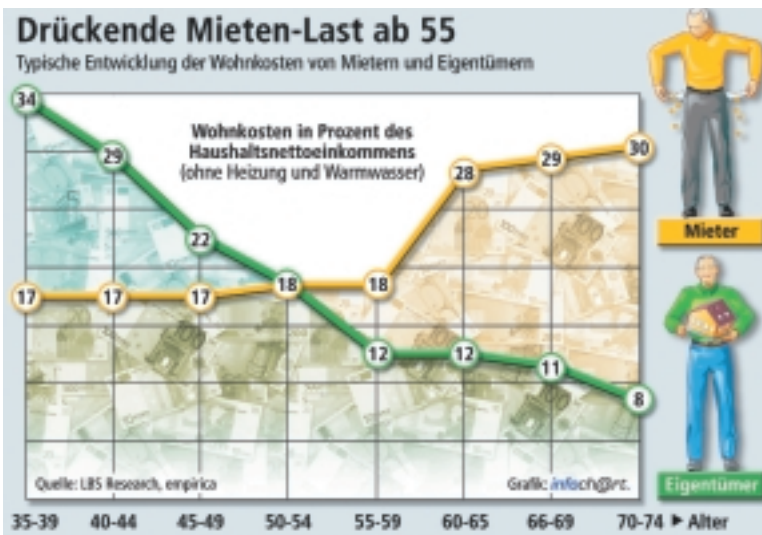 Drückende Mieten-Last ab 55
Typische Entwicklung der Wohnkosten von Mietern und Eigentümern
34
Wohnkosten in Prozent des
Haushaltsnettoeinkommens
(ohne Heizung und Warmwasser)
29
28
29
30
22
Mieter
17
17
17
18
18
12
12
11
8
Quelle: LBS Research, empirica
Grafik: infoch@rt.
Eigentümer
35-39 40-44 45-49 50-54 55-59 60-65 66-69 70-74 ► Alter